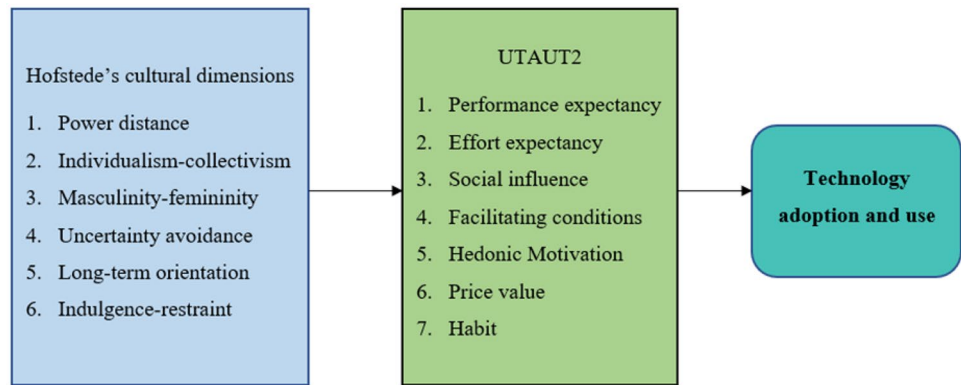 Hofstede’s cultural dimensions
1. Power distance
2. Individualism-collectivism
3. Masculinity-femininity
4. Uncertainty avoidance
5. Long-term orientation
6. Indulgence-restraint
UTAUT2
1. Performance expectancy
2. Effort expectancy
3. Social influence
4. Facilitating conditions
5. Hedonic Motivation
6. Price value
7. Habit
Technology
adoption and use